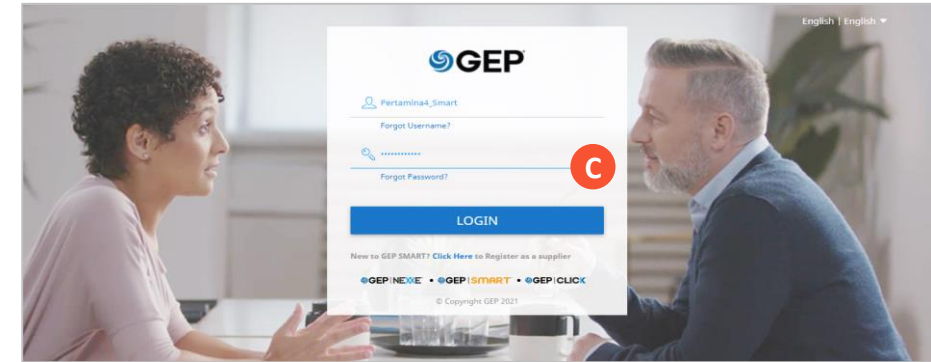 English | English
GEP
Pertamina4_Smart
Forgot Username?
************
C
Forgot Password?
LOGIN
New to GEP SMART? Click Here to Register as a supplier
GEP|NEXXE • GEP|SMART • GEP|CLICK
© Copyright GEP 2021